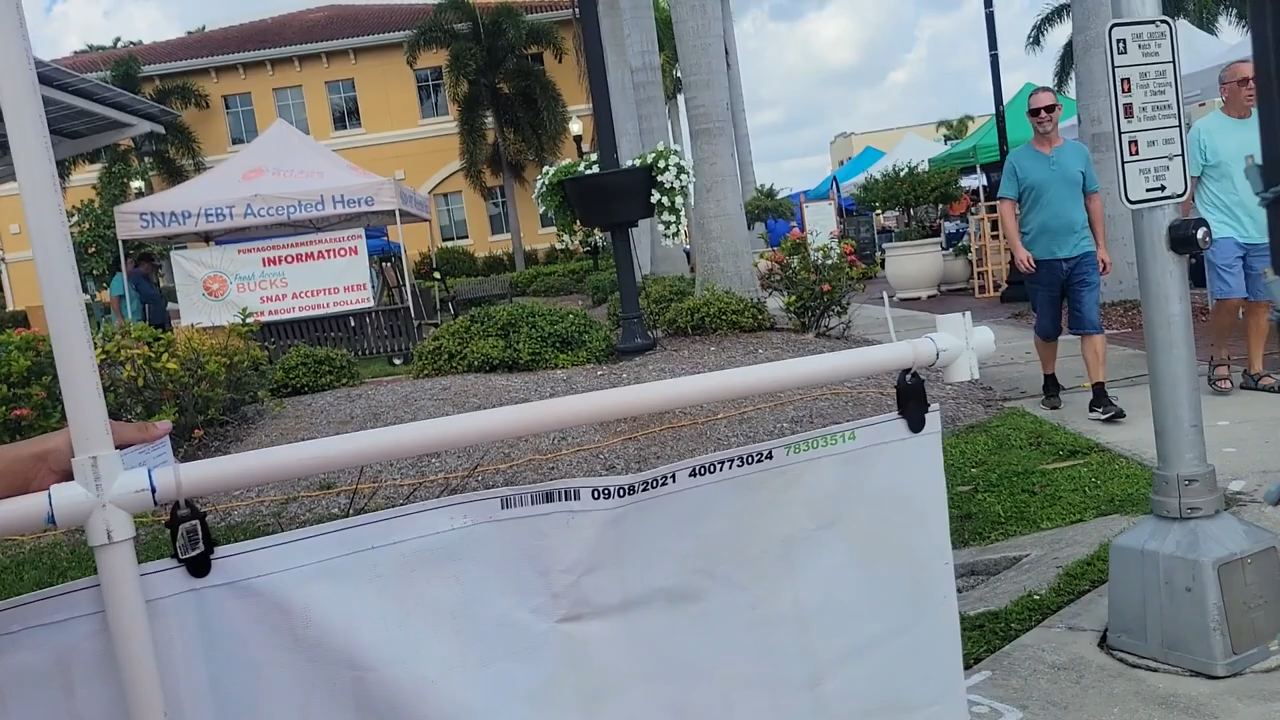 SNAP/EBT Accepted Here
PUNTAGORDAFARMERSMARKET.COM
INFORMATION
Fresh Access
BUCKS
SNAP ACCEPTED HERE
ASK ABOUT DOUBLE DOLLARS
09/08/2021 400773024 78303514
START CROSSING
Watch For
Vehicles
DON'T START
Finish Crossing
If Started
TIME REMAINING
To Finish Crossing
DON'T CROSS
PUSH BUTTON
TO CROSS